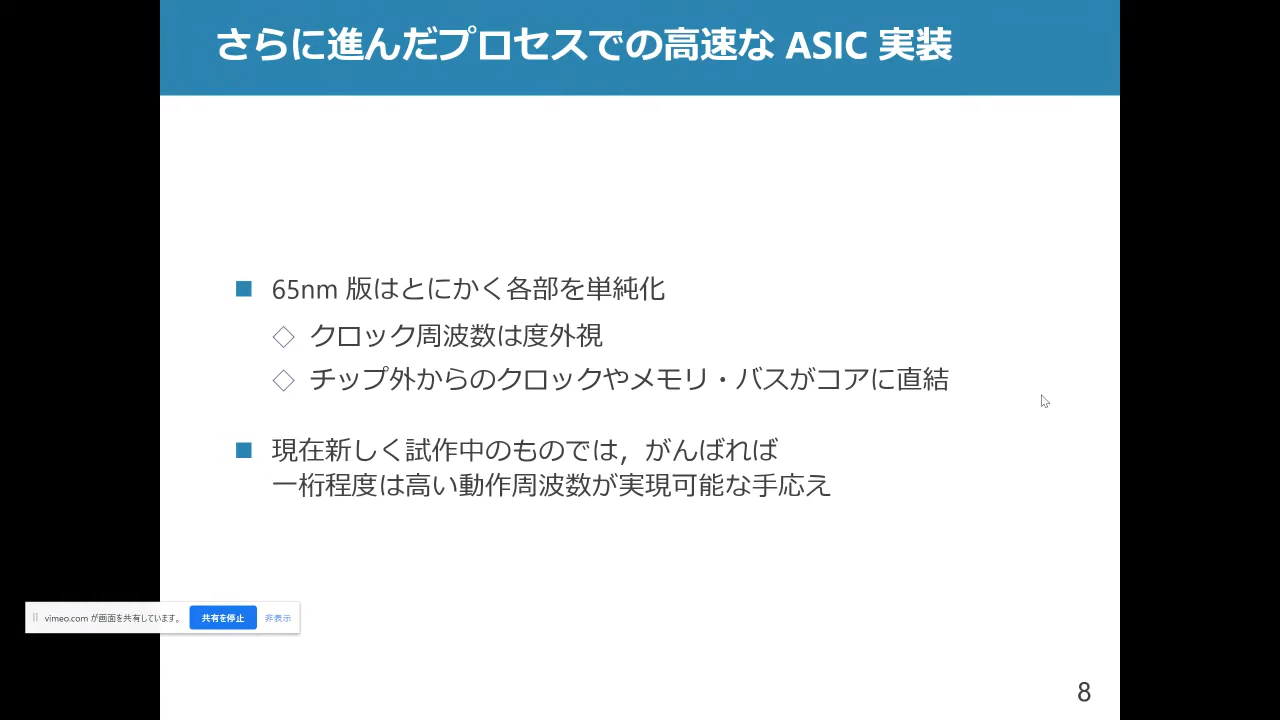 さらに進んだプロセスでの高速な ASIC 実装
65nm 版はとにかく各部を単純化
クロック周波数は度外視
チップ外からのクロックやメモリ・バスがコアに直結
現在新しく試作中のものでは，がんばれば
一桁程度は高い動作周波数が実現可能な手応え
vimeo.com が画面を共有しています。 共有を停止 非表示
8